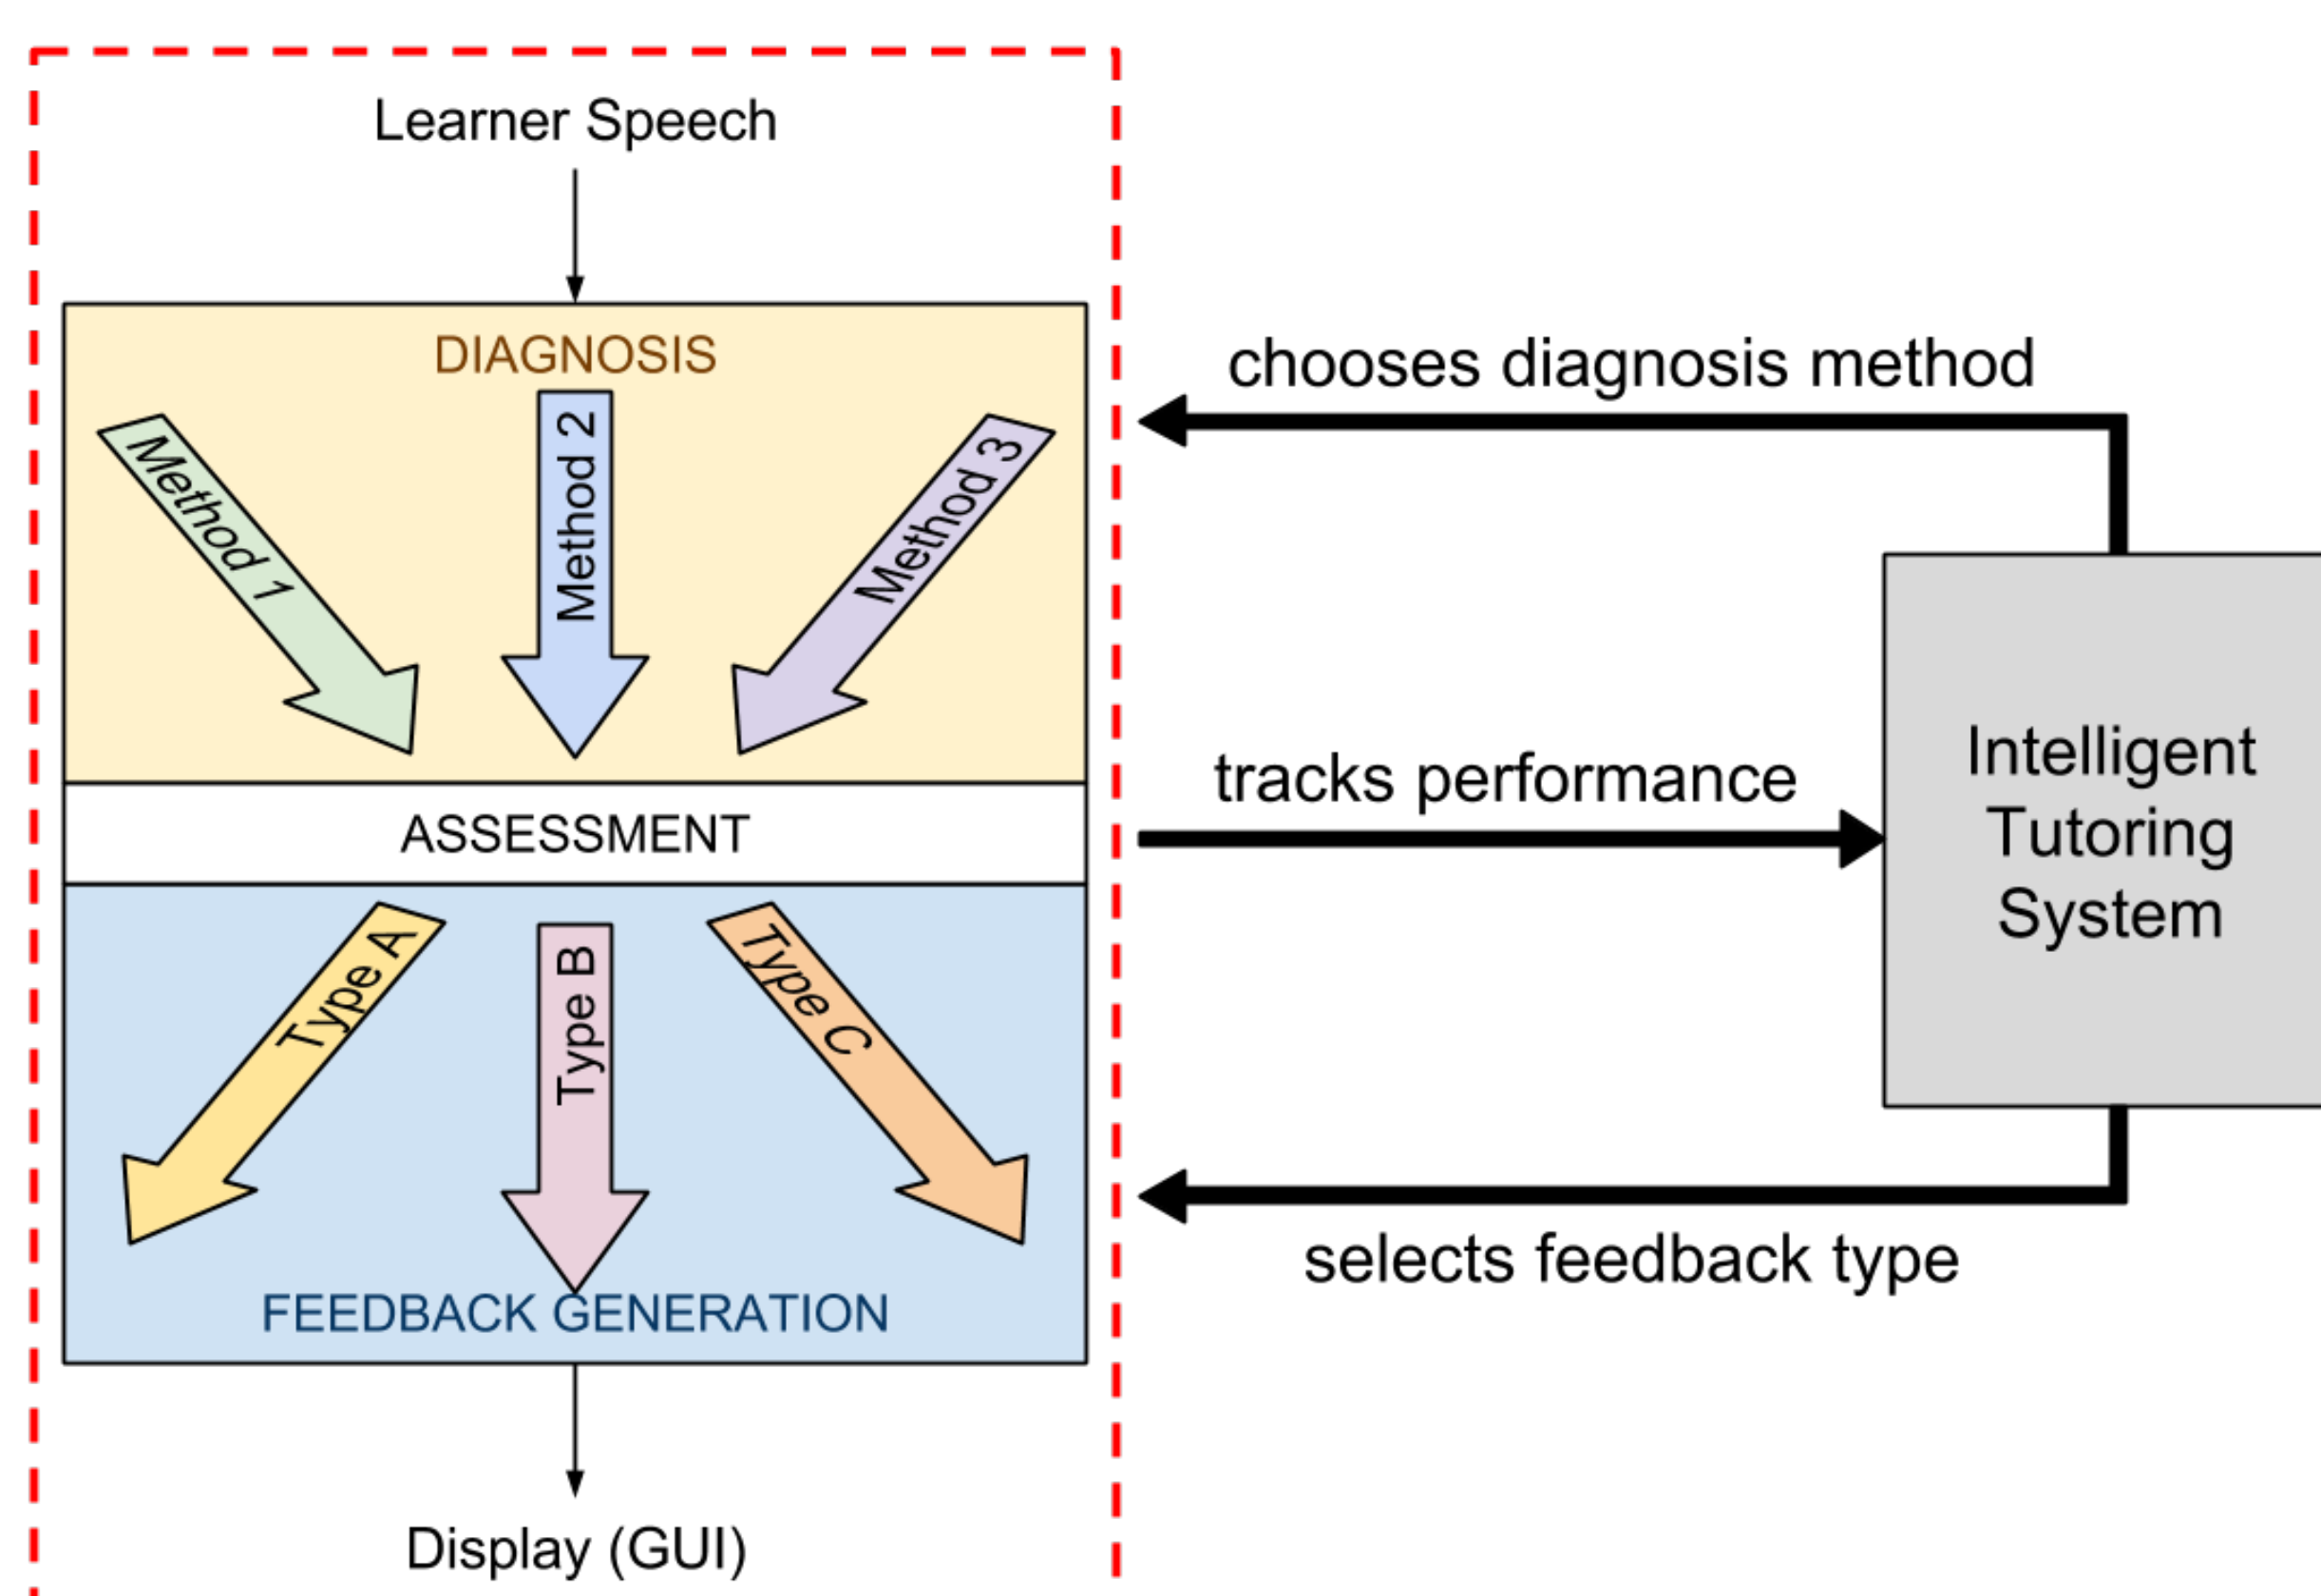 Learner Speech
DIAGNOSIS
Method 1
Method 2
Method 3
ASSESSMENT
Type A
Type B
Type C
FEEDBACK GENERATION
Display (GUI)
chooses diagnosis method
tracks performance
selects feedback type
Intelligent
Tutoring
System